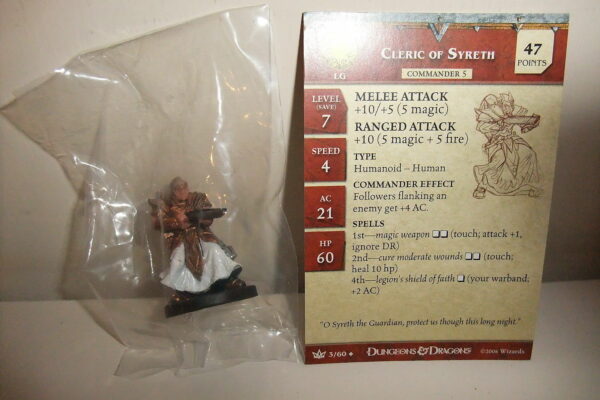 CLERIC OF SYRETH
LG
COMMANDER 5
47
POINTS
LEVEL
(SAVE)
7
MELEE ATTACK
+10/+5 (5 magic)
RANGED ATTACK
+10 (5 magic + 5 fire)
SPEED
4
TYPE
Humanoid – Human
COMMANDER EFFECT
Followers flanking an
enemy get +4 AC.
AC
21
SPELLS
1st—magic weapon (touch; attack +1,
ignore DR)
2nd—cure moderate wounds (touch;
heal 10 hp)
4th—legion's shield of faith (your warband;
+2 AC)
HP
60
"O Syreth the Guardian, protect us though this long night."
3/60
DUNGEONS & DRAGONS
©2006 Wizards